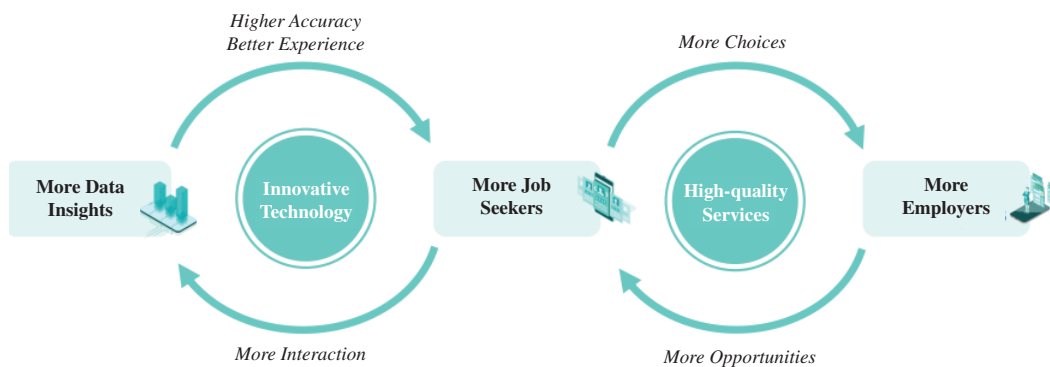 Higher Accuracy
Better Experience
More Choices
More Data
Insights
Innovative
Technology
More Job
Seekers
High-quality
Services
More
Employers
More Interaction
More Opportunities